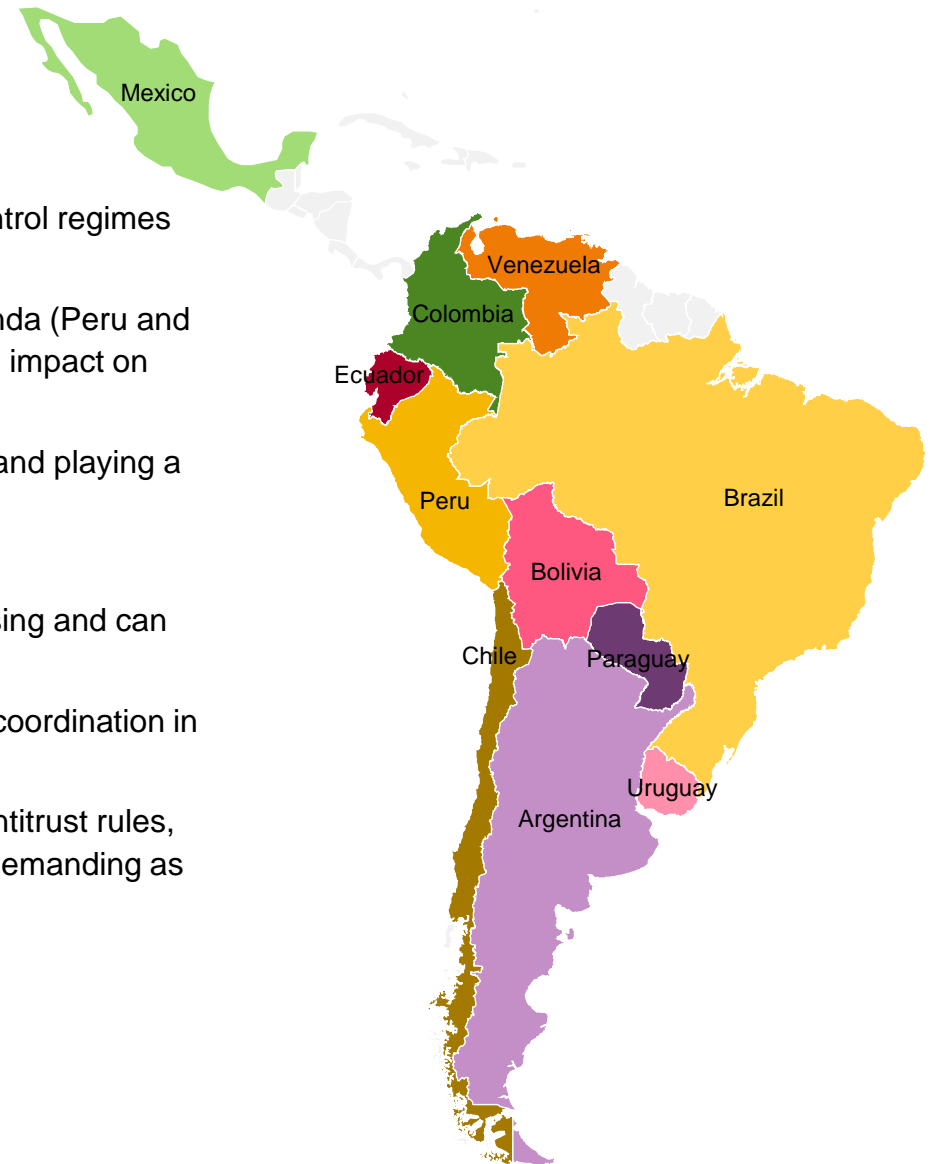 Mexico
ntrol regimes
Venezuela
nda (Peru and
Colombia
impact on
Ecuador
and playing a
Peru
Brazil
Bolivia
sing and can
Chile
Paraguay
coordination in
Uruguay
ntitrust rules,
Argentina
emanding as